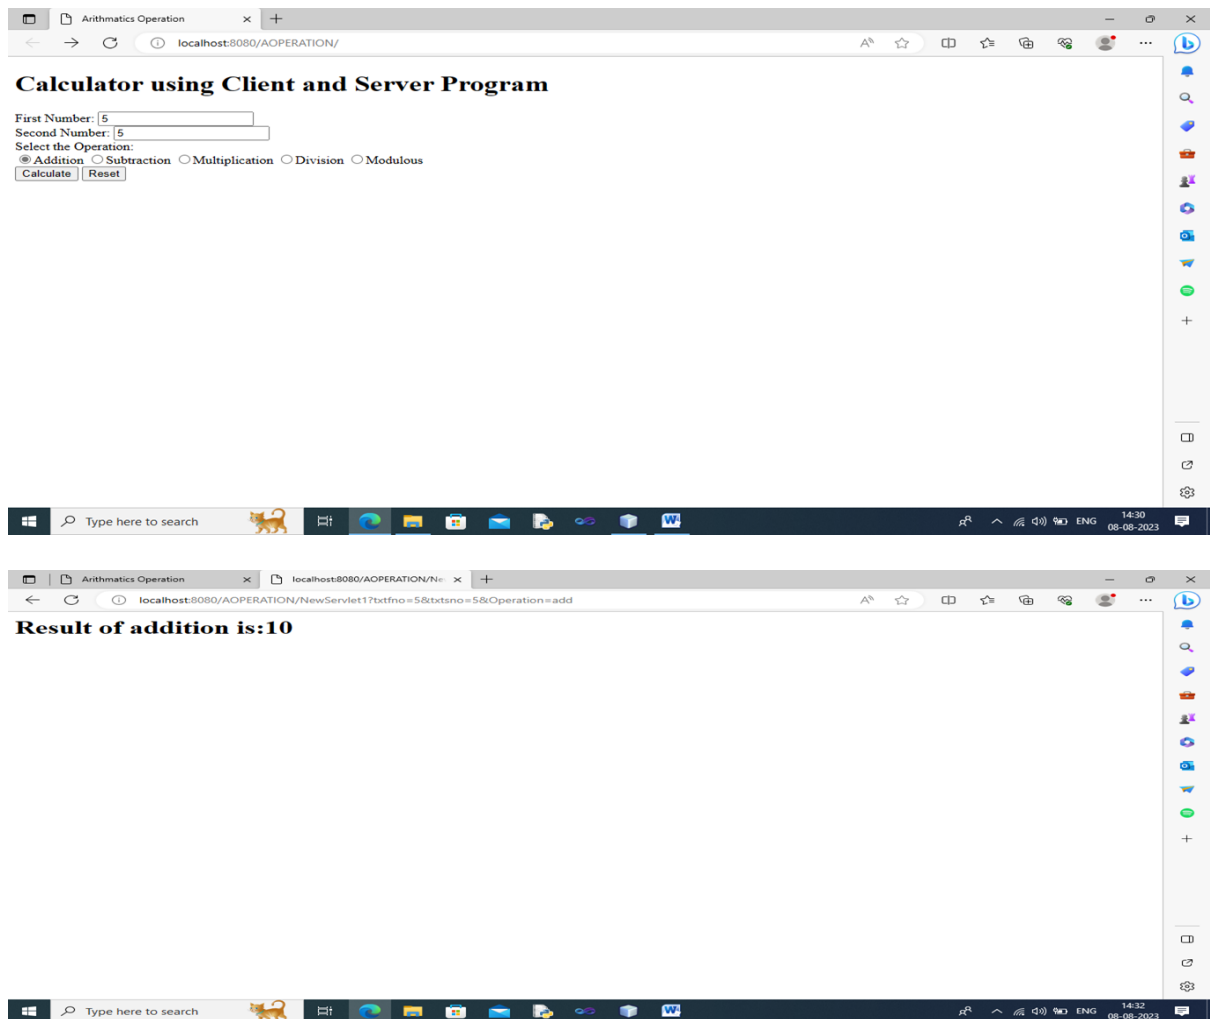 Arithmatics Operation
localhost:8080/AOPERATION/
Calculator using Client and Server Program
First Number: 5
Second Number: 5
Select the Operation:
Addition Subtraction Multiplication Division Modulous
Calculate Reset
Type here to search
ENG
14:30
08-08-2023
Arithmatics Operation localhost:8080/AOPERATION/Ne
localhost:8080/AOPERATION/NewServlet1?txtfno=5&txtsno=5&Operation=add
Result of addition is:10
Type here to search
ENG
14:32
08-08-2023